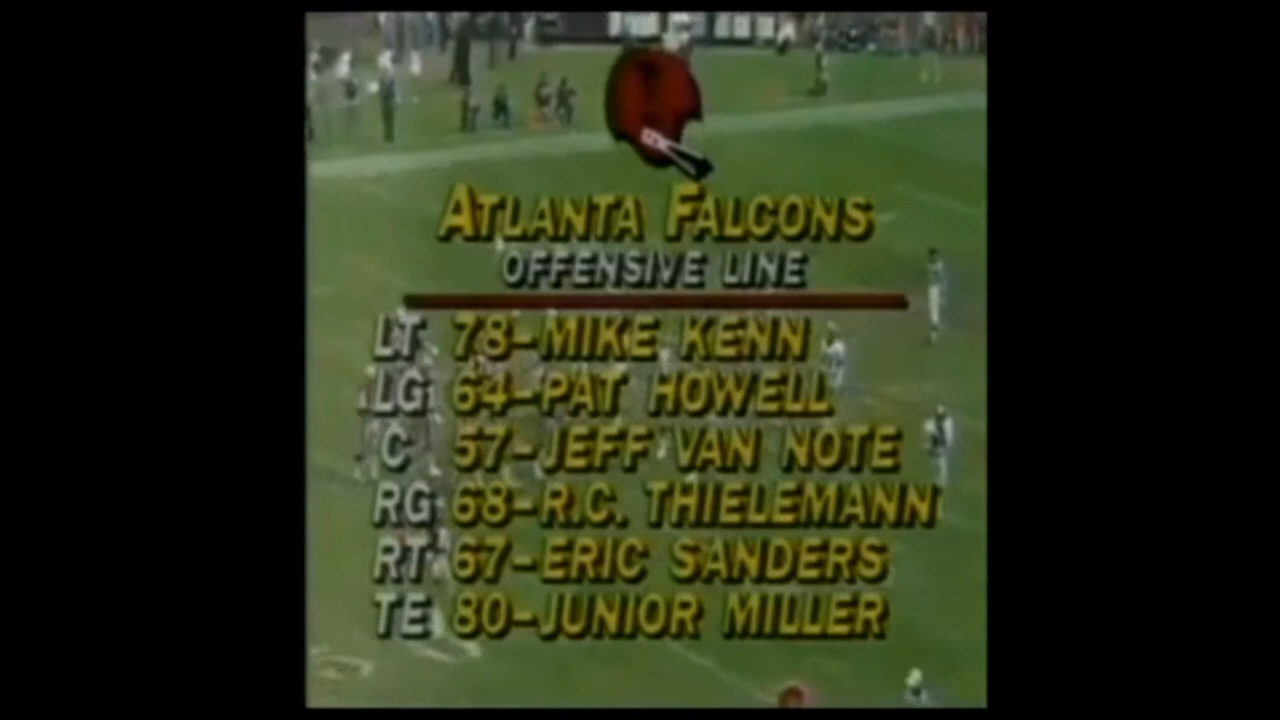 ATLANTA FALCONS
OFFENSIVE LINE
LT 78-MIKE KENN
LG 64-PAT HOWELL
C 57-JEFF VAN NOTE
RG 68-R.C. THIELEMANN
RT 67-ERIC SANDERS
TE 80-JUNIOR MILLER